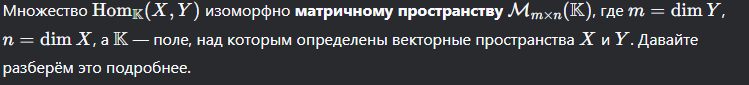 Множество Hom𝕂(X, Y) изоморфно матричному пространству ℳm×n(𝕂), где m = dim Y,
n = dim X, а 𝕂 — поле, над которым определены векторные пространства X и Y. Давайте
разберём это подробнее.